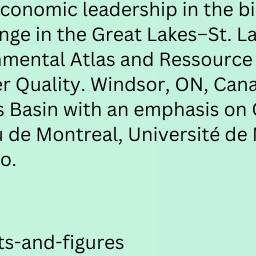 conomic leadership in the bi
nge in the Great Lakes–St. La
nmental Atlas and Ressource
er Quality. Windsor, ON, Cana
s Basin with an emphasis on
u de Montreal, Université de
o.
ts-and-figures